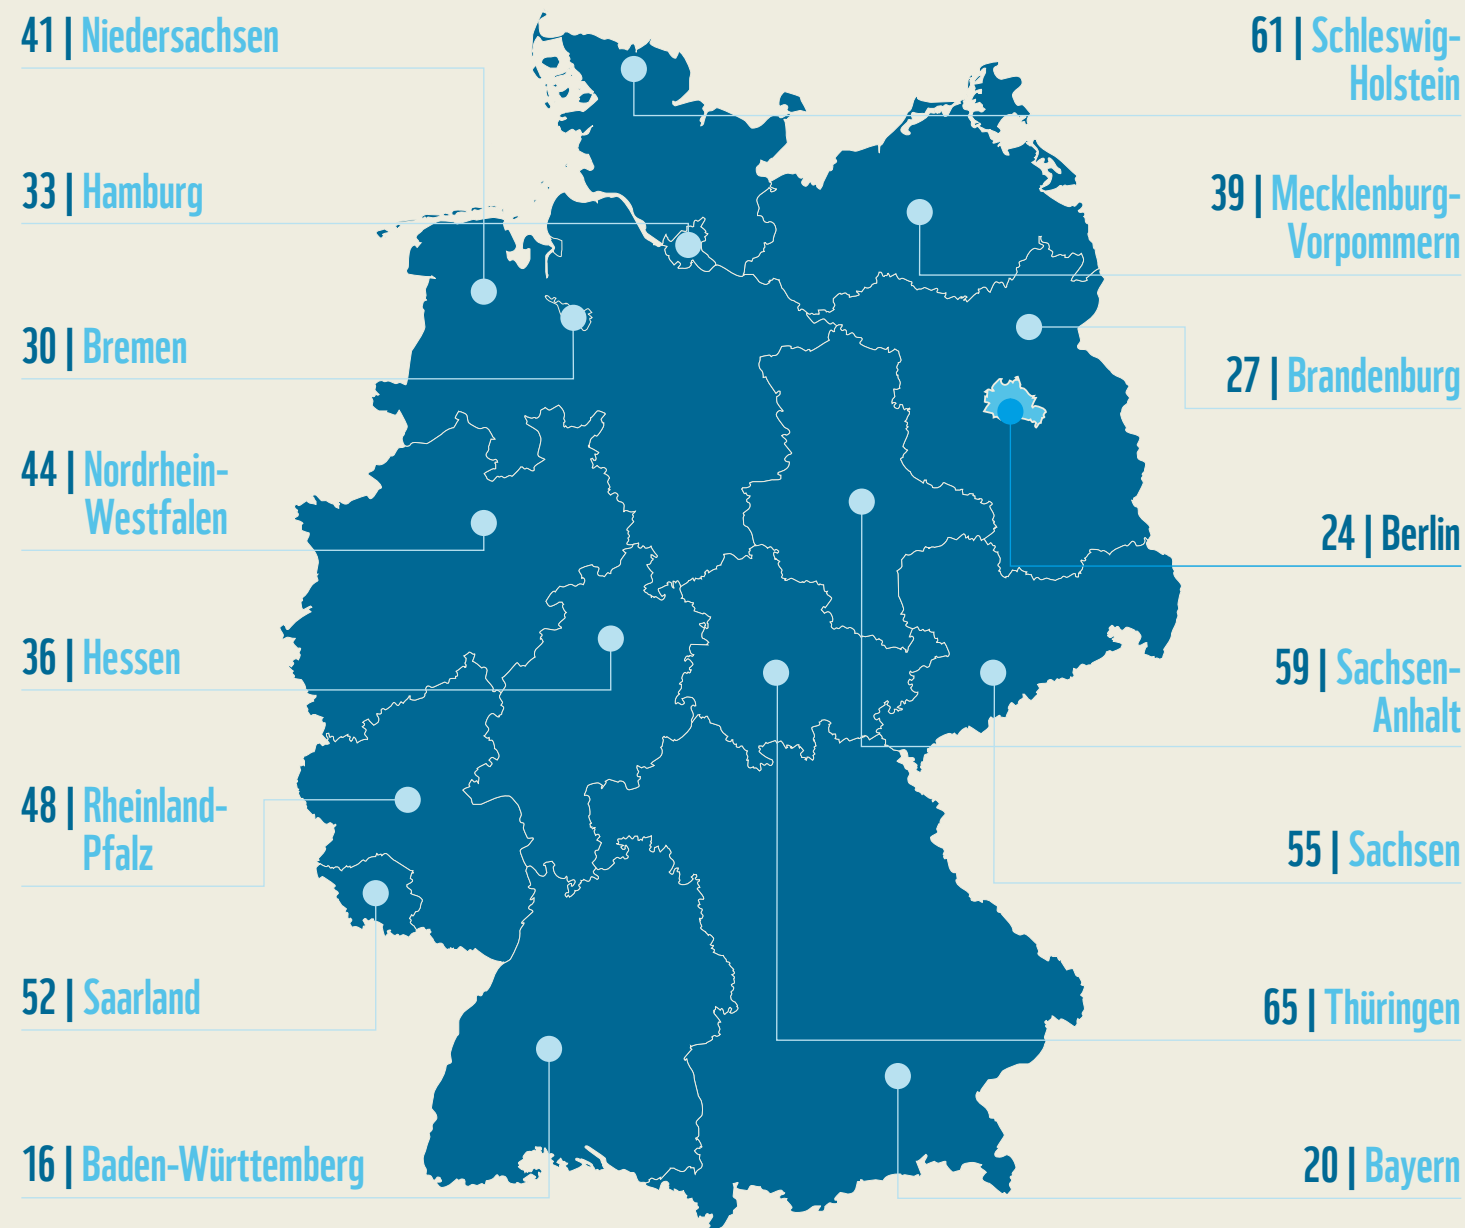 41 | Niedersachsen
33 | Hamburg
30 | Bremen
44 | Nordrhein-
Westfalen
36 | Hessen
48 | Rheinland-
Pfalz
52 | Saarland
16 | Baden-Württemberg
61 | Schleswig-
Holstein
39 | Mecklenburg-
Vorpommern
27 | Brandenburg
24 | Berlin
59 | Sachsen-
Anhalt
55 | Sachsen
65 | Thüringen
20 | Bayern